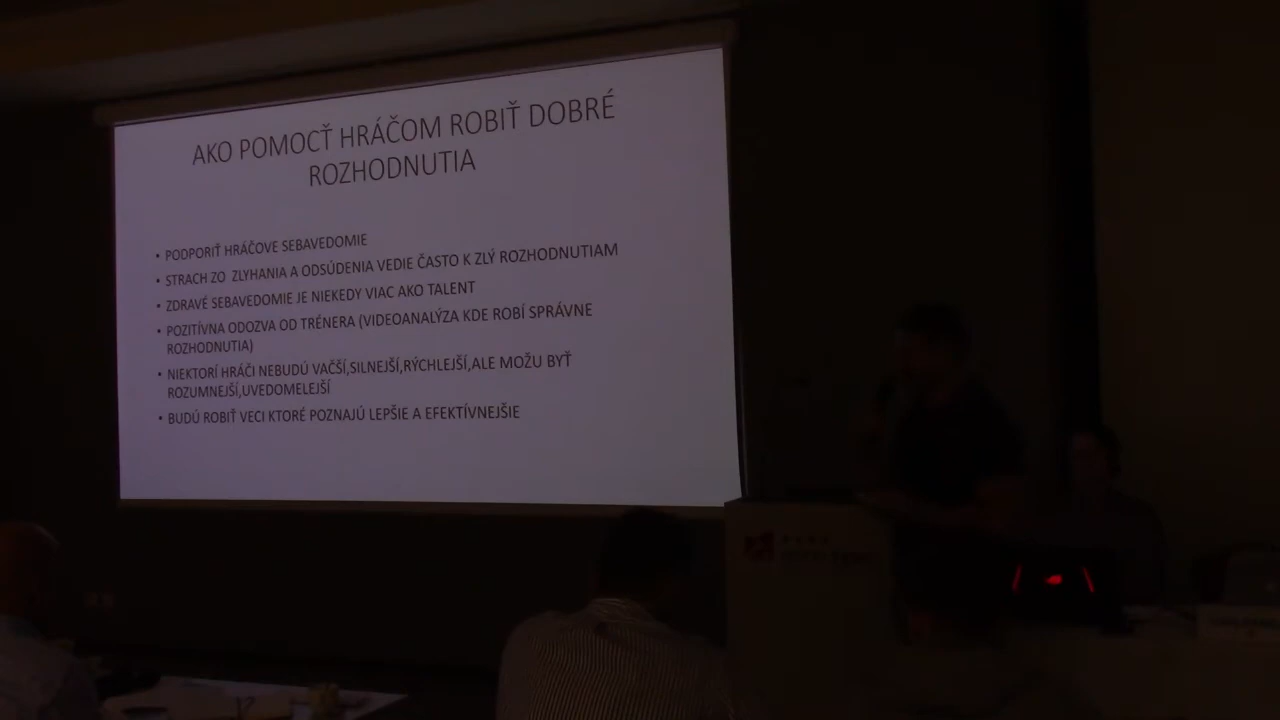 AKO POMOCŤ HRÁČOM ROBIŤ DOBRÉ
ROZHODNUTIA
• PODPORIŤ HRÁČOVE SEBAVEDOMIE
• STRACH ZO ZLYHANIA A ODSÚDENIA VEDIE ČASTO K ZLÝ ROZHODNUTIAM
• ZDRAVÉ SEBAVEDOMIE JE NIEKEDY VIAC AKO TALENT
• POZITÍVNA ODOZVA OD TRÉNERA (VIDEOANALÝZA KDE ROBÍ SPRÁVNE
ROZHODNUTIA)
• NIEKTORÍ HRÁČI NEBUDÚ VAČŠÍ,SILNEJŠÍ,RÝCHLEJŠÍ,ALE MOŽU BYŤ
ROZUMNEJŠÍ,UVEDOMELEJŠÍ
• BUDÚ ROBIŤ VECI KTORÉ POZNAJÚ LEPŠIE A EFEKTÍVNEJŠIE